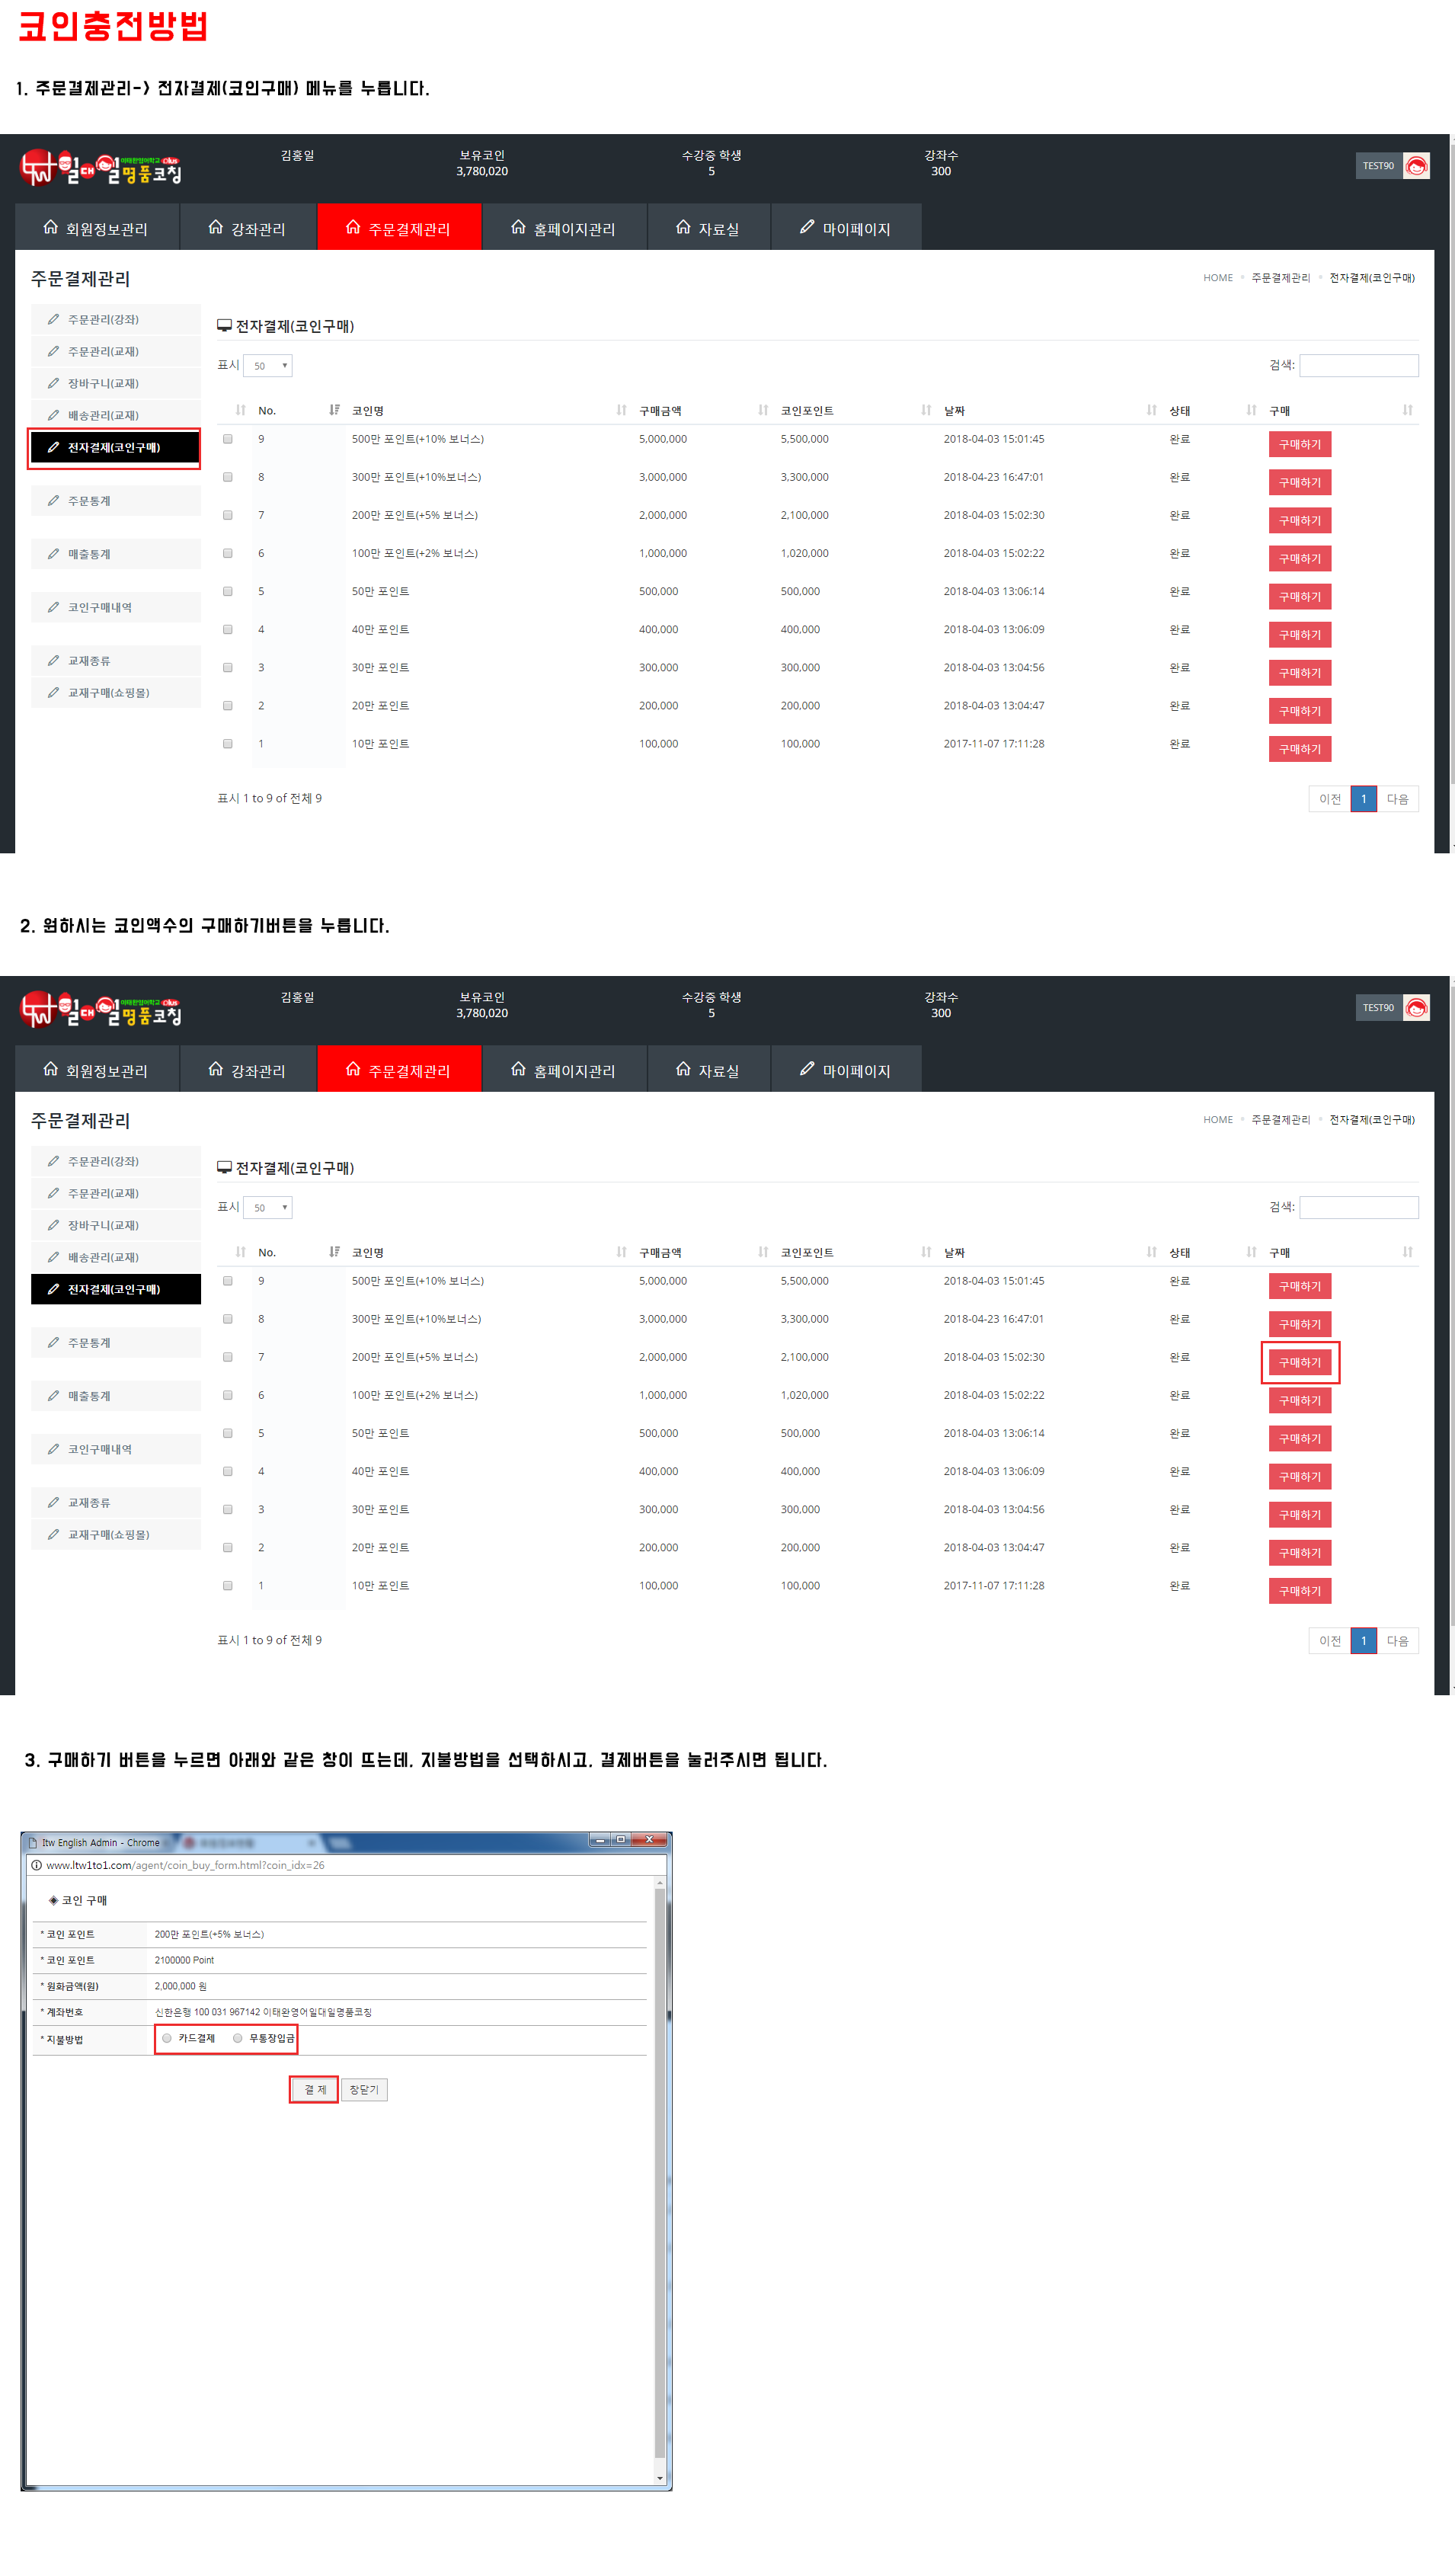 코인충전방법
1. 주문결제관리-> 전자결제(코인구매) 메뉴를 누릅니다.
일대일 이태완영어학교 plus 명품코칭
김홍일 보유코인 수강중 학생 강좌수 TEST90
3,780,020 5 300
회원정보관리 강좌관리 주문결제관리 홈페이지관리 자료실 마이페이지
주문결제관리
HOME 주문결제관리 전자결제(코인구매)
주문관리(강좌)
주문관리(교재)
장바구니(교재)
배송관리(교재)
전자결제(코인구매)
주문통계
매출통계
코인구매내역
교재종류
교재구매(쇼핑몰)
전자결제(코인구매)
표시 50 검색:
No. 코인명 구매금액 코인포인트 날짜 상태 구매
9 500만 포인트(+10% 보너스) 5,000,000 5,500,000 2018-04-03 15:01:45 완료 구매하기
8 300만 포인트(+10%보너스) 3,000,000 3,300,000 2018-04-23 16:47:01 완료 구매하기
7 200만 포인트(+5% 보너스) 2,000,000 2,100,000 2018-04-03 15:02:30 완료 구매하기
6 100만 포인트(+2% 보너스) 1,000,000 1,020,000 2018-04-03 15:02:22 완료 구매하기
5 50만 포인트 500,000 500,000 2018-04-03 13:06:14 완료 구매하기
4 40만 포인트 400,000 400,000 2018-04-03 13:06:09 완료 구매하기
3 30만 포인트 300,000 300,000 2018-04-03 13:04:56 완료 구매하기
2 20만 포인트 200,000 200,000 2018-04-03 13:04:47 완료 구매하기
1 10만 포인트 100,000 100,000 2017-11-07 17:11:28 완료 구매하기
표시 1 to 9 of 전체 9 이전 1 다음
2. 원하시는 코인액수의 구매하기버튼을 누릅니다.
일대일 이태완영어학교 plus 명품코칭
김홍일 보유코인 수강중 학생 강좌수 TEST90
3,780,020 5 300
회원정보관리 강좌관리 주문결제관리 홈페이지관리 자료실 마이페이지
주문결제관리
HOME 주문결제관리 전자결제(코인구매)
주문관리(강좌)
주문관리(교재)
장바구니(교재)
배송관리(교재)
전자결제(코인구매)
주문통계
매출통계
코인구매내역
교재종류
교재구매(쇼핑몰)
전자결제(코인구매)
표시 50 검색:
No. 코인명 구매금액 코인포인트 날짜 상태 구매
9 500만 포인트(+10% 보너스) 5,000,000 5,500,000 2018-04-03 15:01:45 완료 구매하기
8 300만 포인트(+10%보너스) 3,000,000 3,300,000 2018-04-23 16:47:01 완료 구매하기
7 200만 포인트(+5% 보너스) 2,000,000 2,100,000 2018-04-03 15:02:30 완료 구매하기
6 100만 포인트(+2% 보너스) 1,000,000 1,020,000 2018-04-03 15:02:22 완료 구매하기
5 50만 포인트 500,000 500,000 2018-04-03 13:06:14 완료 구매하기
4 40만 포인트 400,000 400,000 2018-04-03 13:06:09 완료 구매하기
3 30만 포인트 300,000 300,000 2018-04-03 13:04:56 완료 구매하기
2 20만 포인트 200,000 200,000 2018-04-03 13:04:47 완료 구매하기
1 10만 포인트 100,000 100,000 2017-11-07 17:11:28 완료 구매하기
표시 1 to 9 of 전체 9 이전 1 다음
3. 구매하기 버튼을 누르면 아래와 같은 창이 뜨는데, 지불방법을 선택하시고, 결제버튼을 눌러주시면 됩니다.
ltw English Admin - Chrome
www.ltw1to1.com/agent/coin_buy_form.html?coin_idx=26
◈ 코인 구매
* 코인 포인트 200만 포인트(+5% 보너스)
* 코인 포인트 2100000 Point
* 원화금액(원) 2,000,000 원
* 계좌번호 신한은행 100 031 967142 이태완영어일대일명품코칭
* 지불방법 카드결제 무통장입금
결 제 창닫기